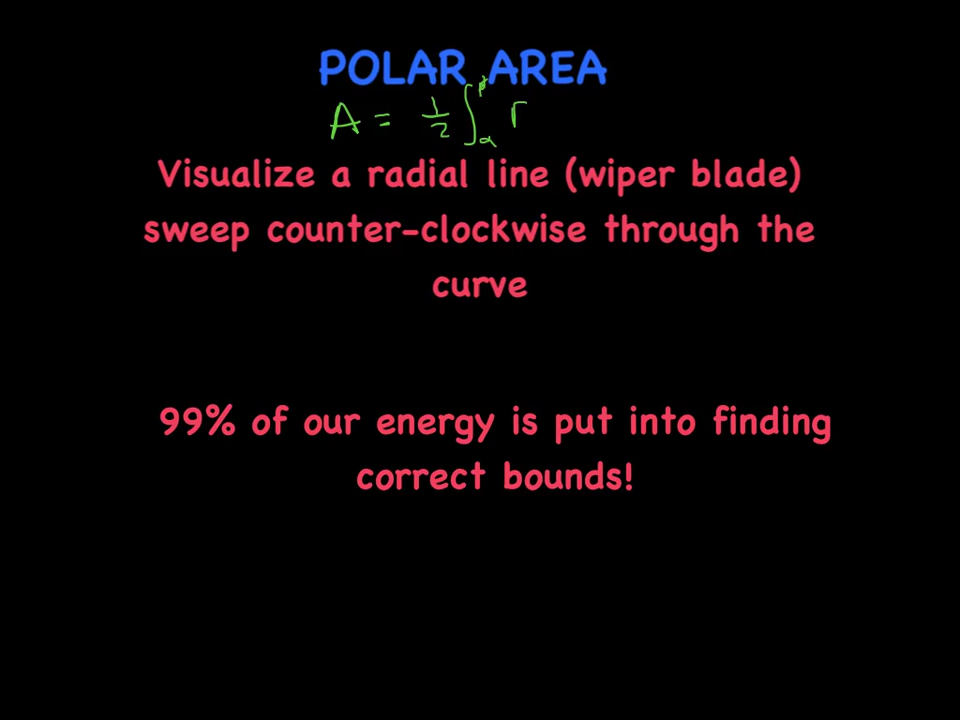 POLAR AREA
A = 1/2 ∫_α^β r
Visualize a radial line (wiper blade)
sweep counter-clockwise through the
curve
99% of our energy is put into finding
correct bounds!